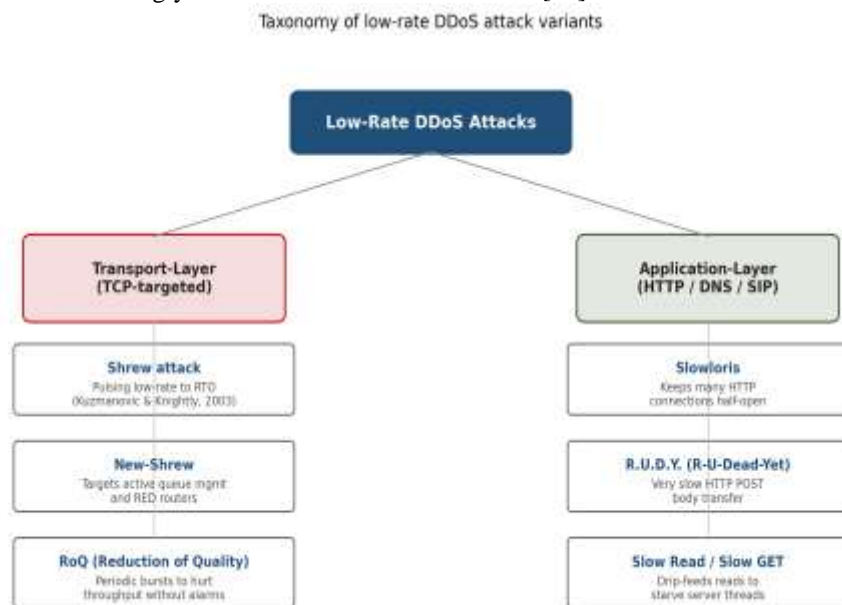 Taxonomy of low-rate DDoS attack variants
Low-Rate DDoS Attacks
Transport-Layer
(TCP-targeted)
Application-Layer
(HTTP / DNS / SIP)
Shrew attack
Pulsing low-rate to RTO
(Kuzmanovic & Knightly, 2003)
Slowloris
Keeps many HTTP
connections half-open
New-Shrew
Targets active queue mgmt
and RED routers
R.U.D.Y. (R-U-Dead-Yet)
Very slow HTTP POST
body transfer
RoQ (Reduction of Quality)
Periodic bursts to hurt
throughput without alarms
Slow Read / Slow GET
Drip-feeds reads to
starve server threads